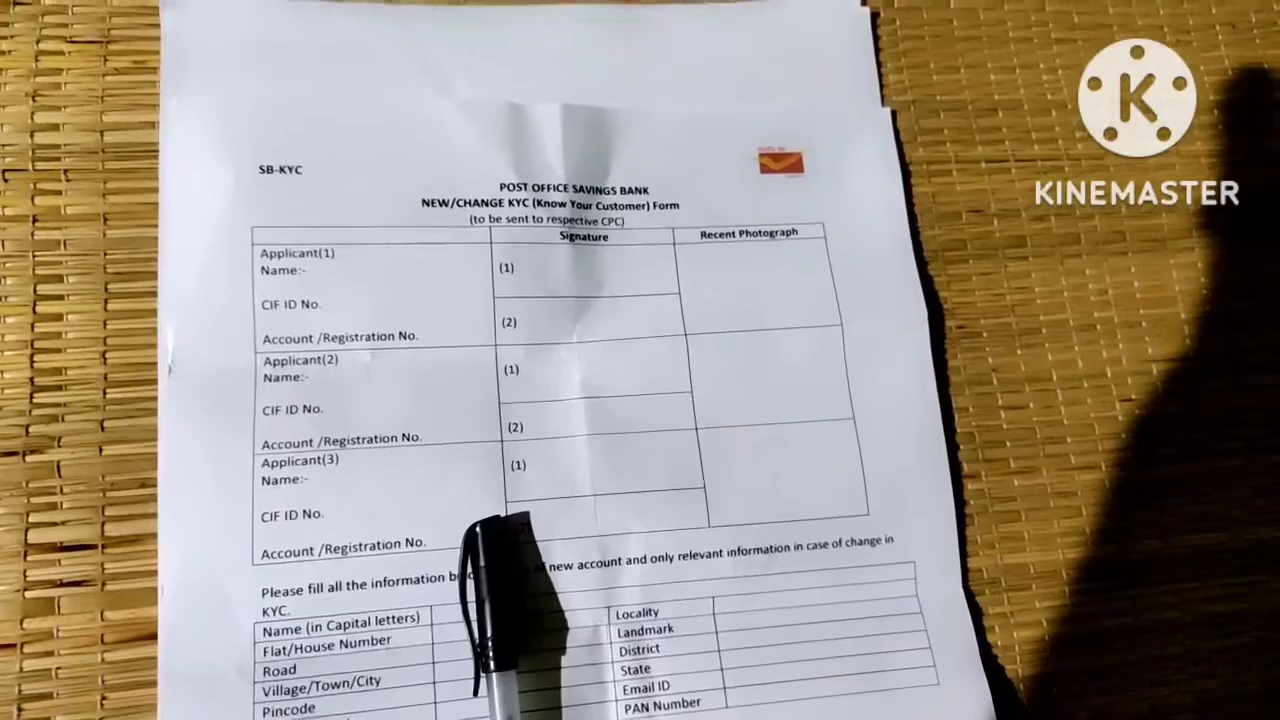 SB-KYC
POST OFFICE SAVINGS BANK
NEW/CHANGE KYC (Know Your Customer) Form
(to be sent to respective CPC)
Signature
Recent Photograph
Applicant(1)
Name:-
CIF ID No.
Account /Registration No.
(1)
(2)
Applicant(2)
Name:-
CIF ID No.
Account /Registration No.
(1)
(2)
Applicant(3)
Name:-
CIF ID No.
Account /Registration No.
(1)
Please fill all the information new account and only relevant information in case of change in
KYC.
Name (in Capital letters)
Flat/House Number
Road
Village/Town/City
Pincode
Locality
Landmark
District
State
Email ID
PAN Number
K
KINEMASTER